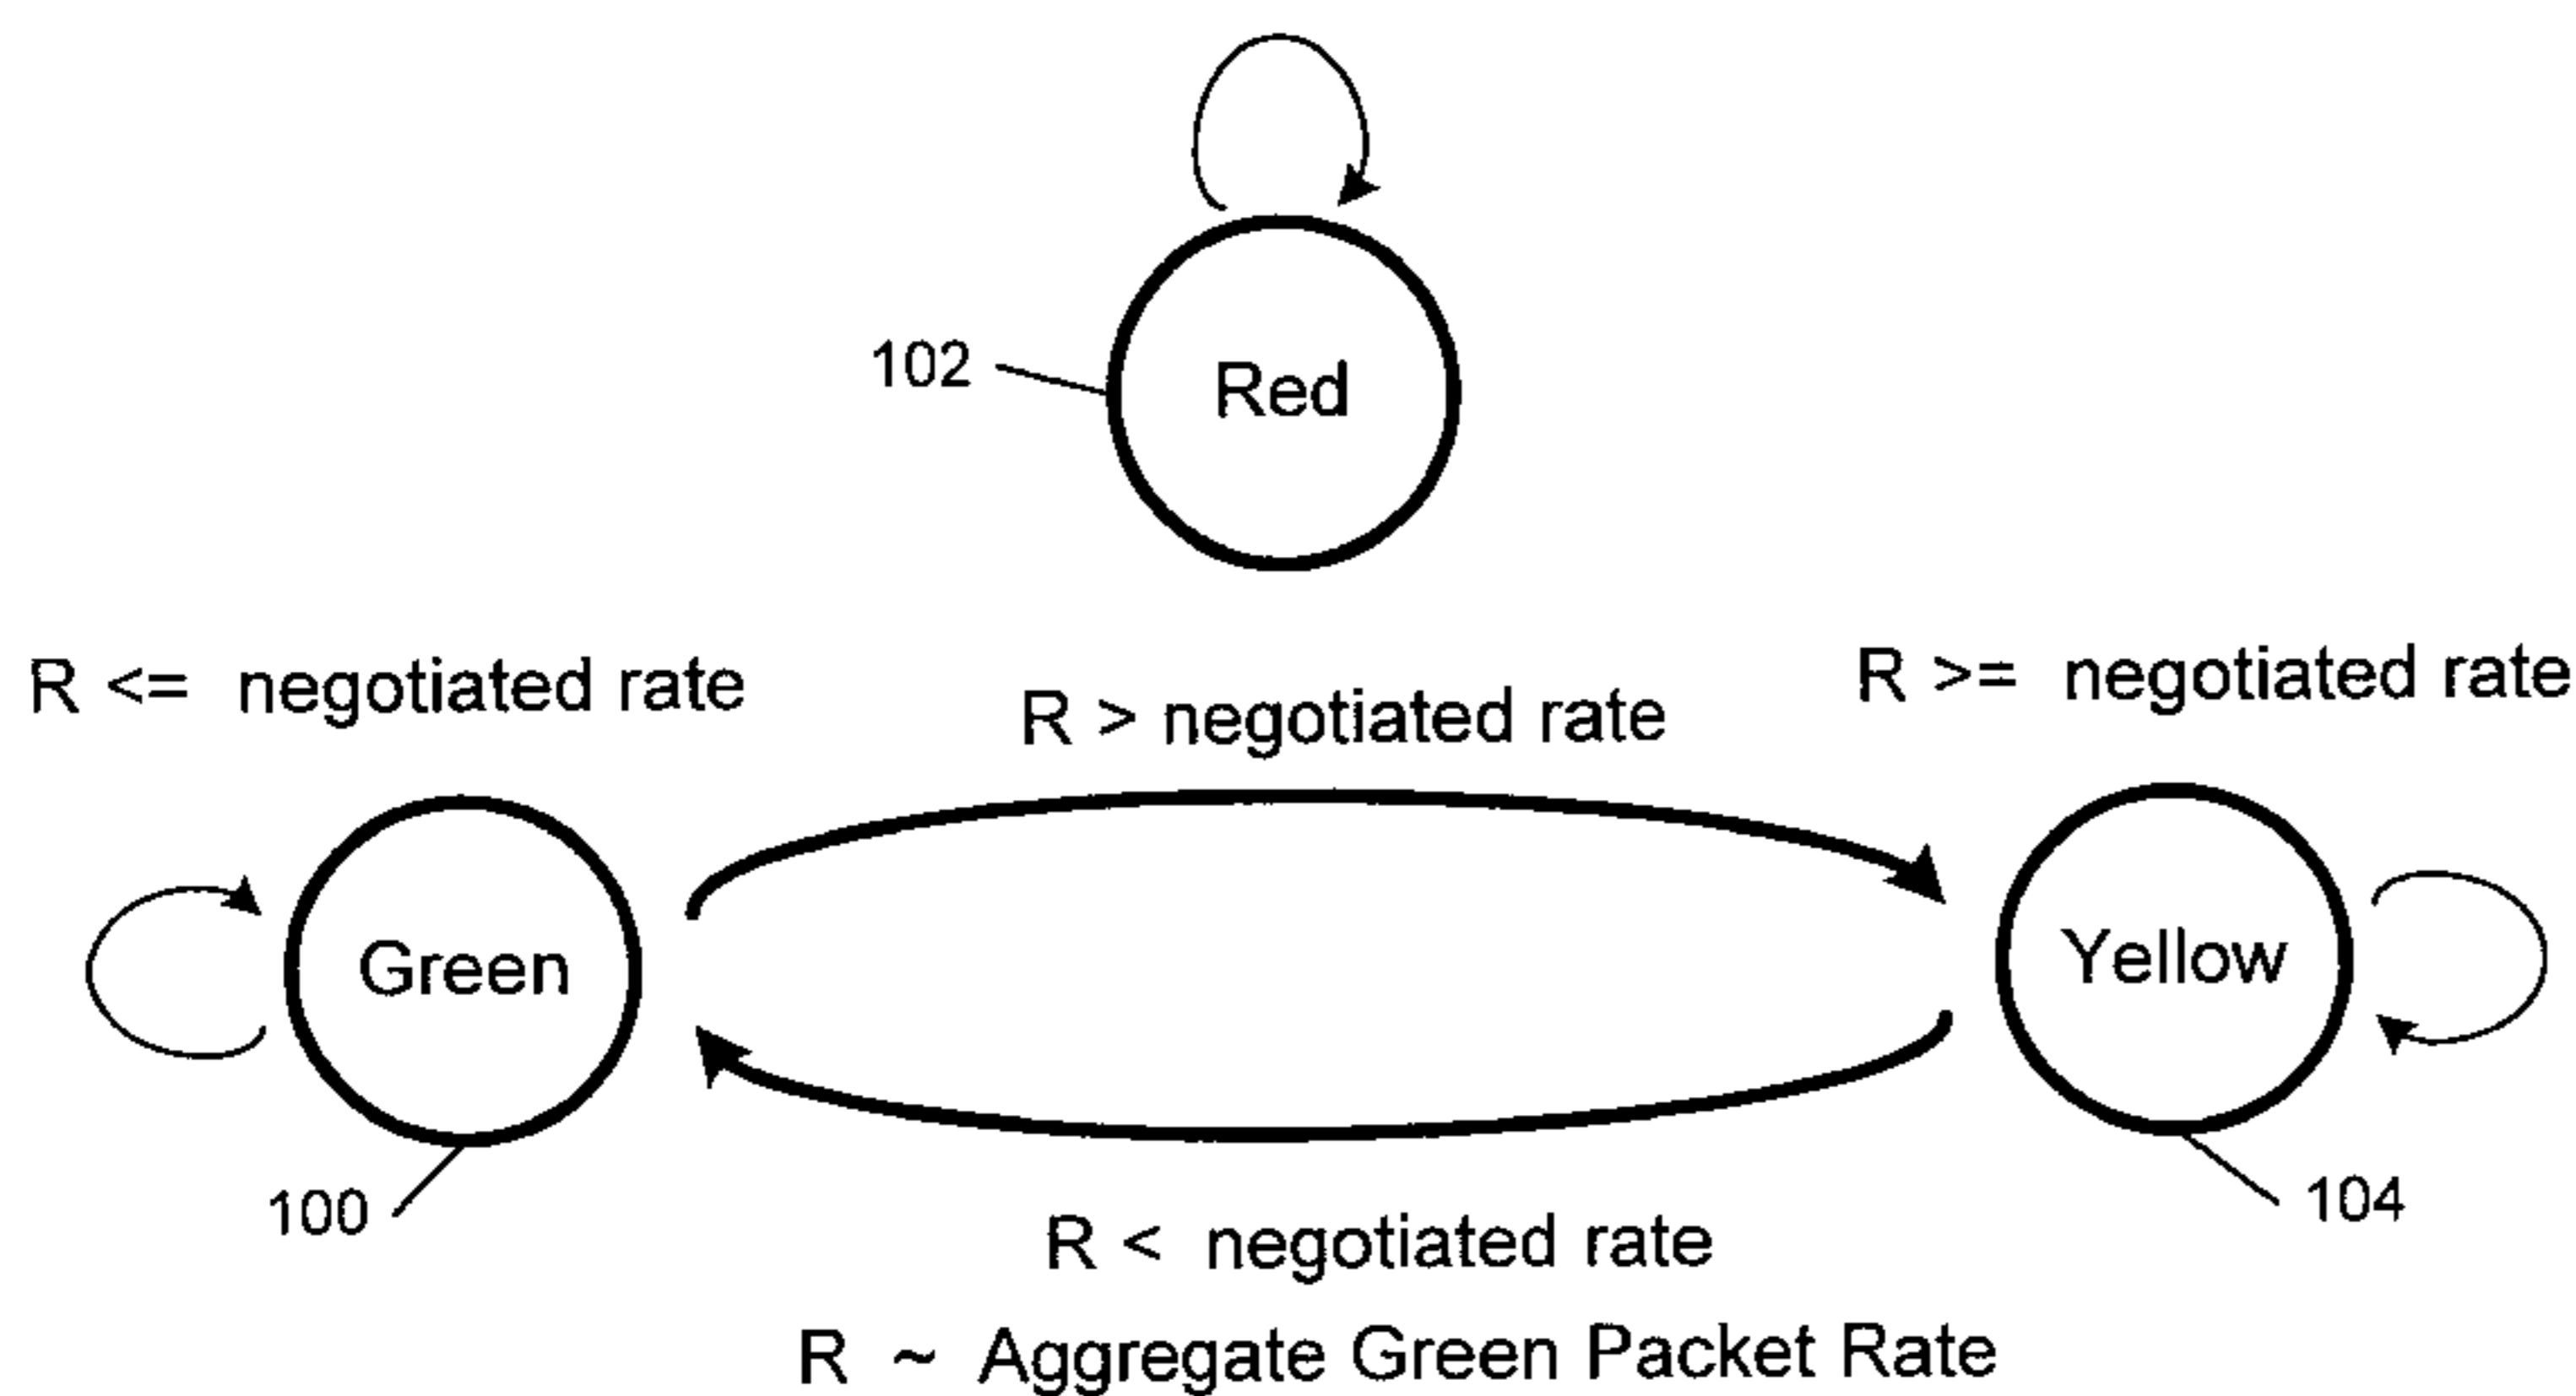 102
Red
R <= negotiated rate
R > negotiated rate
R >= negotiated rate
Green
Yellow
100
104
R < negotiated rate
R ~ Aggregate Green Packet Rate